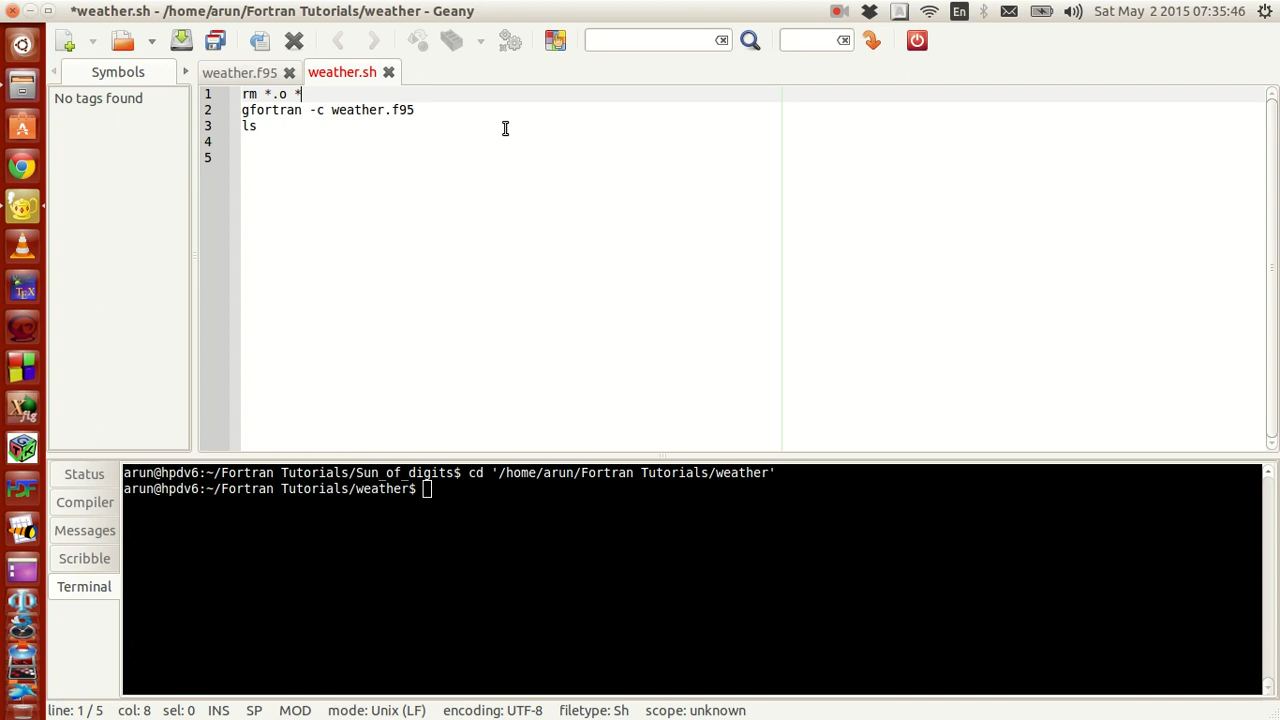 *weather.sh - /home/arun/Fortran Tutorials/weather - Geany
En
Sat May 2 2015 07:35:46
Symbols
weather.f95
weather.sh
No tags found
1 rm *.o *
2 gfortran -c weather.f95
3 ls
4
5
Status
Compiler
Messages
Scribble
Terminal
arun@hpdv6:~/Fortran Tutorials/Sun_of_digits$ cd '/home/arun/Fortran Tutorials/weather'
arun@hpdv6:~/Fortran Tutorials/weather$
line: 1 / 5 col: 8 sel: 0 INS SP MOD mode: Unix (LF) encoding: UTF-8 filetype: Sh scope: unknown